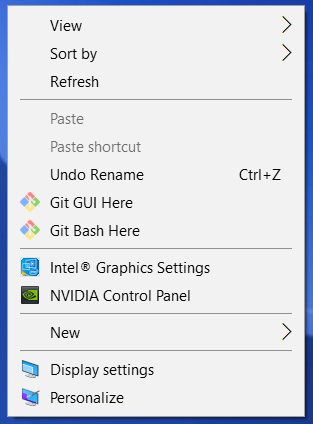 View
Sort by
Refresh
Paste
Paste shortcut
Undo Rename Ctrl+Z
Git GUI Here
Git Bash Here
Intel® Graphics Settings
NVIDIA Control Panel
New
Display settings
Personalize